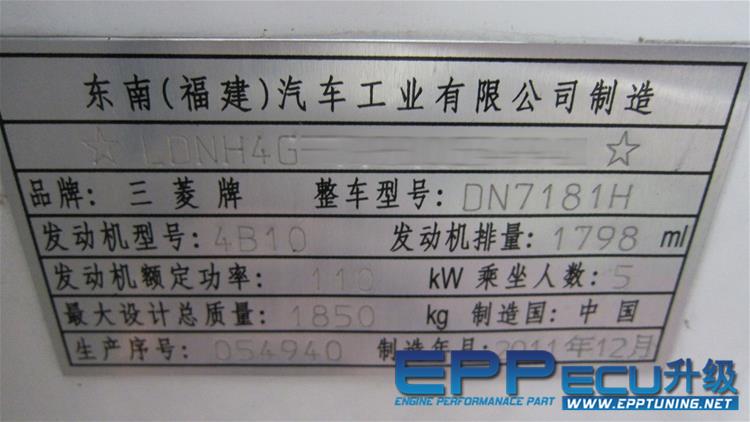 东南(福建)汽车工业有限公司制造
☆ LDNH4G ☆
品牌: 三菱牌 整车型号: DN7181H
发动机型号: 4B10 发动机排量: 1798 ml
发动机额定功率: 110 kW 乘坐人数: 5
最大设计总质量: 1850 kg 制造国: 中国
生产序号: 054940 制造年月: 2011年12月
EPP ECU升级
ENGINE PERFORMANACE PART WWW.EPPTUNING.NET